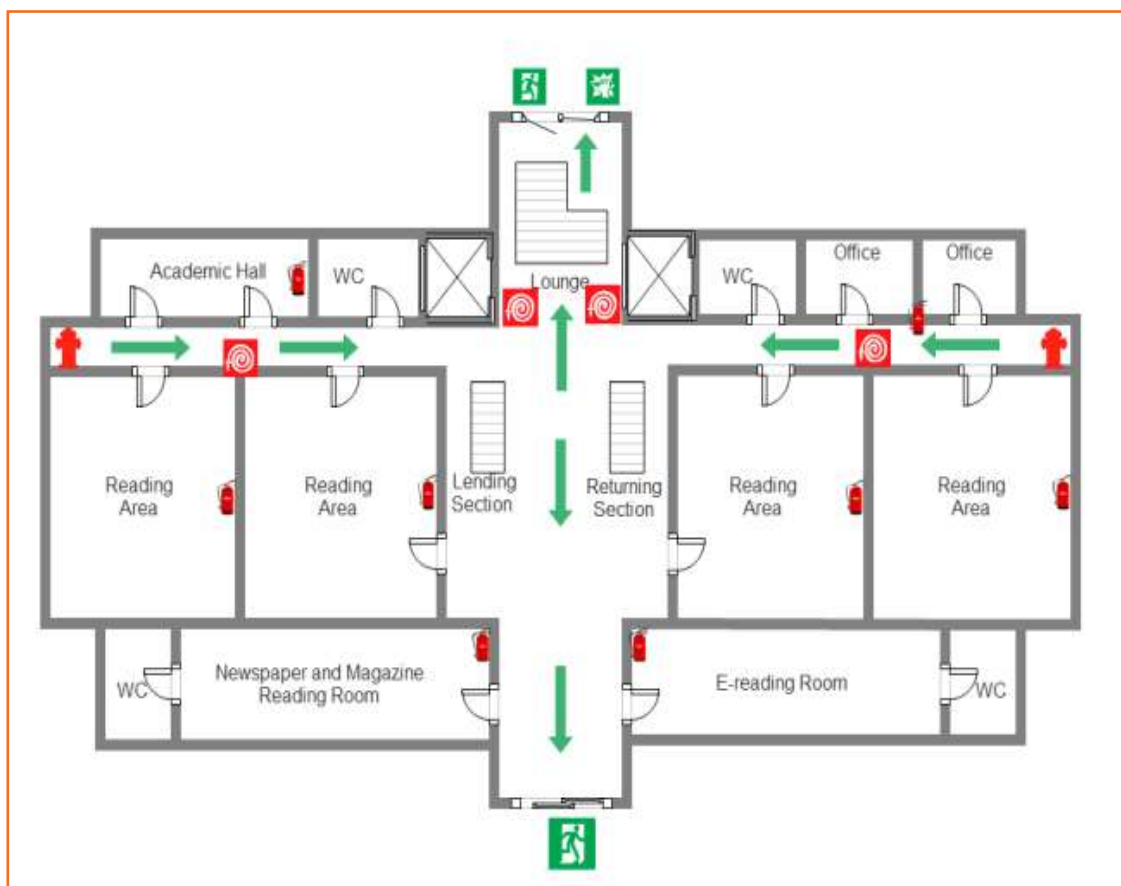 Academic Hall
WC
Lounge
WC
Office
Office
Reading
Area
Reading
Area
Lending
Section
Returning
Section
Reading
Area
Reading
Area
WC
Newspaper and Magazine
Reading Room
E-reading Room
WC